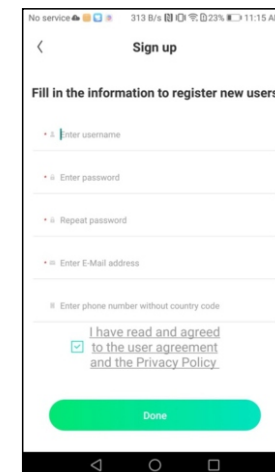 No service 313 B/s 23% 11:15 AM
Sign up
Fill in the information to register new users
* Enter username
* Enter password
* Repeat password
* Enter E-Mail address
Enter phone number without country code
I have read and agreed
to the user agreement
and the Privacy Policy
Done